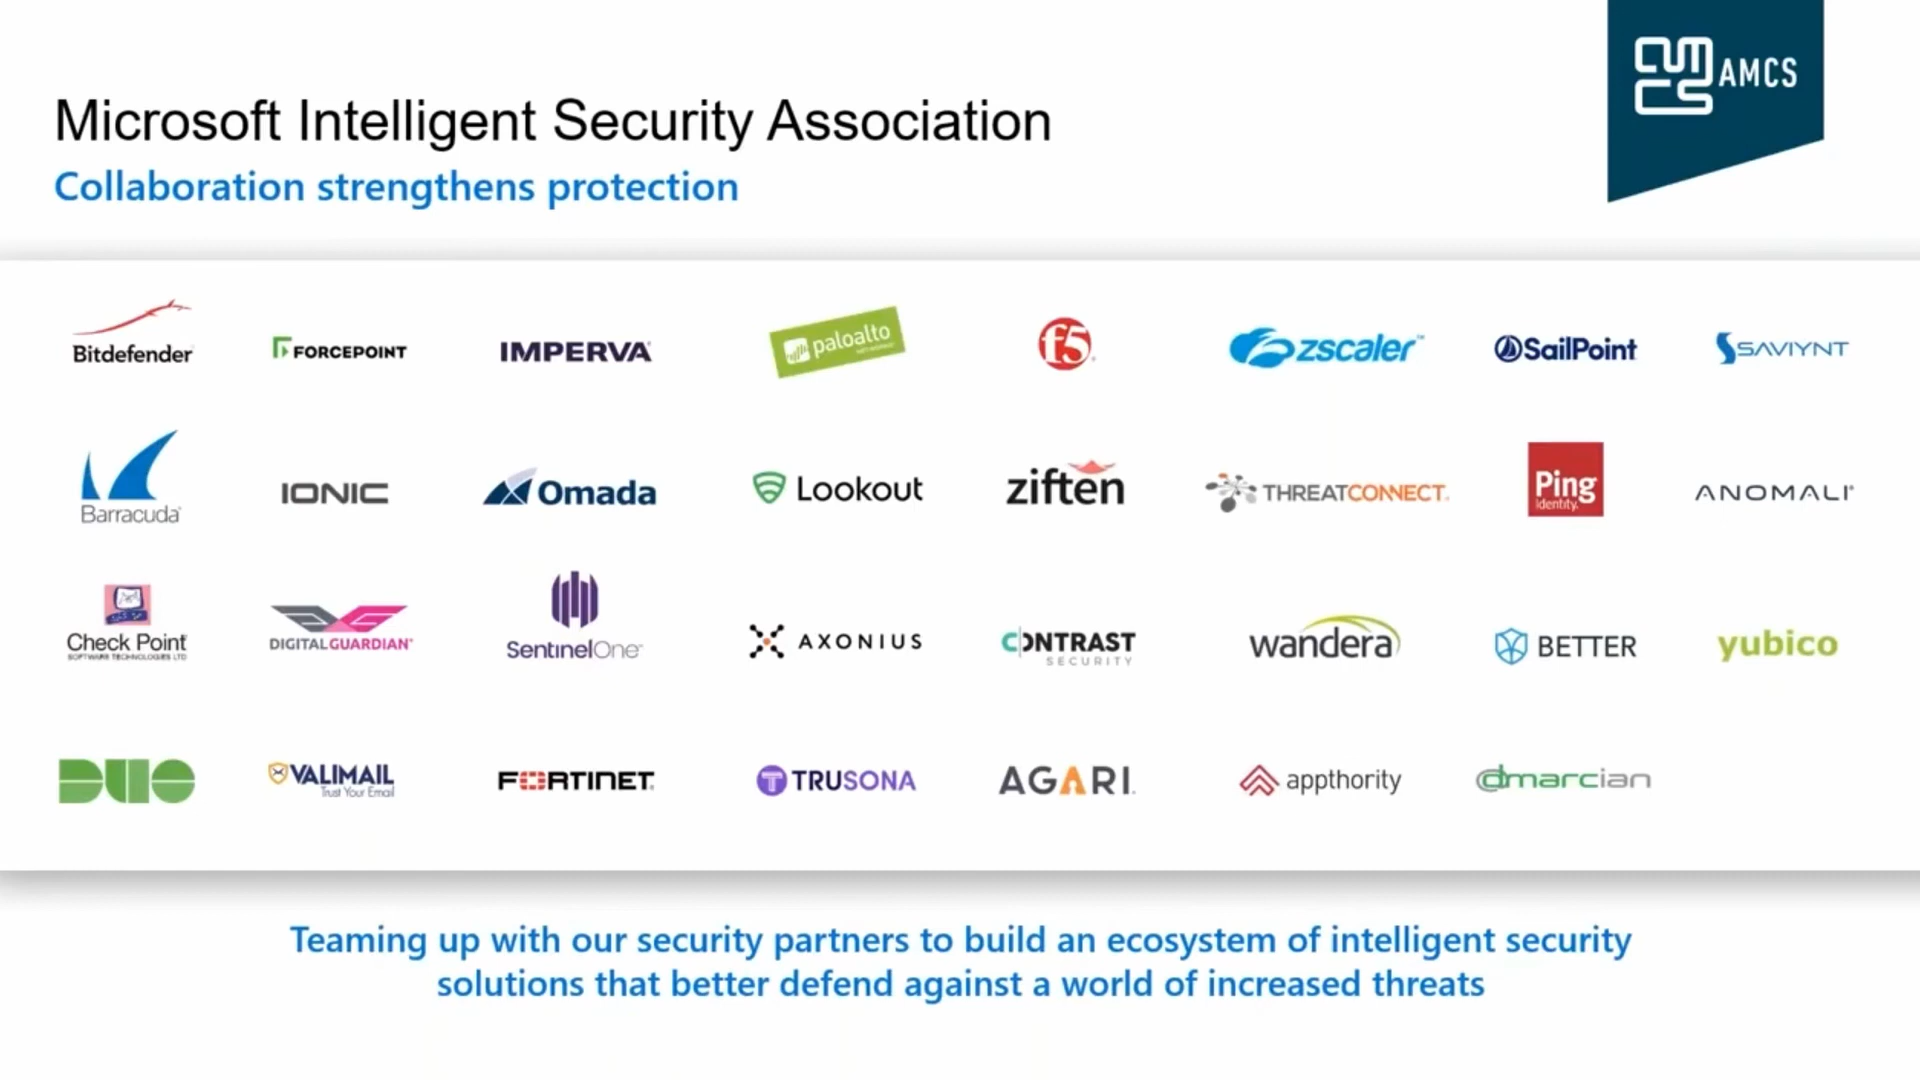 AMCS
Microsoft Intelligent Security Association
Collaboration strengthens protection
Bitdefender
FORCEPOINT
IMPERVA
paloalto
f5
zscaler™
SailPoint
SAVIYNT
Barracuda
IONIC
Omada
Lookout
ziften
THREATCONNECT
Ping
Identity.
ANOMALI
Check Point
SOFTWARE TECHNOLOGIES LTD
DIGITALGUARDIAN
SentinelOne
AXONIUS
CONTRAST
SECURITY
wandera
BETTER
yubico
DUO
VALIMAIL
Trust Your Email
FORTINET
TRUSONA
AGARI
appthority
dmarcian
Teaming up with our security partners to build an ecosystem of intelligent security
solutions that better defend against a world of increased threats